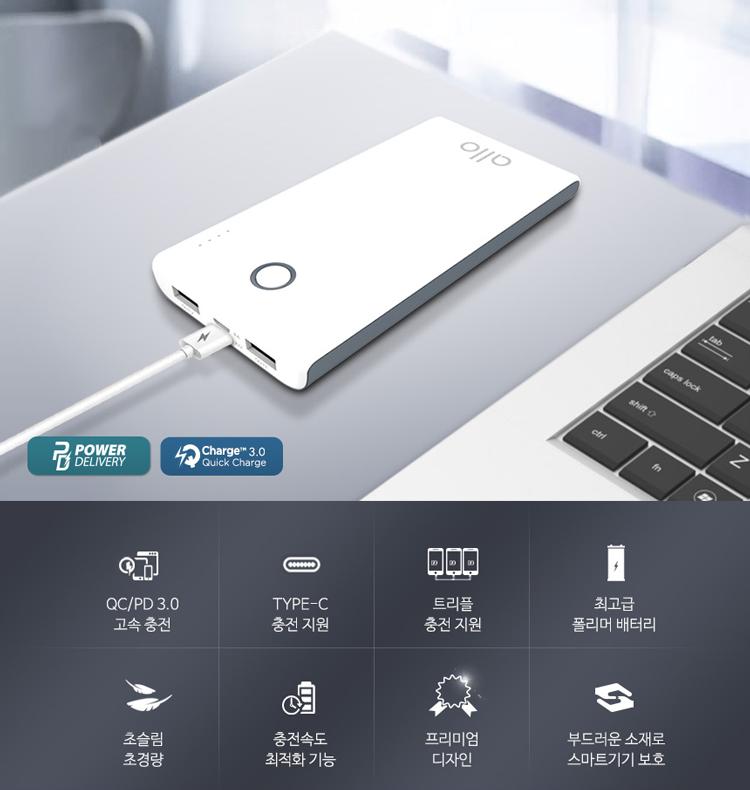 allo
tab
caps lock
shift
ctrl
fn
Z
POWER
DELIVERY
Charge™ 3.0
Quick Charge
QC/PD 3.0
고속 충전
TYPE-C
충전 지원
트리플
충전 지원
최고급
폴리머 배터리
초슬림
초경량
충전속도
최적화 기능
프리미엄
디자인
부드러운 소재로
스마트기기 보호